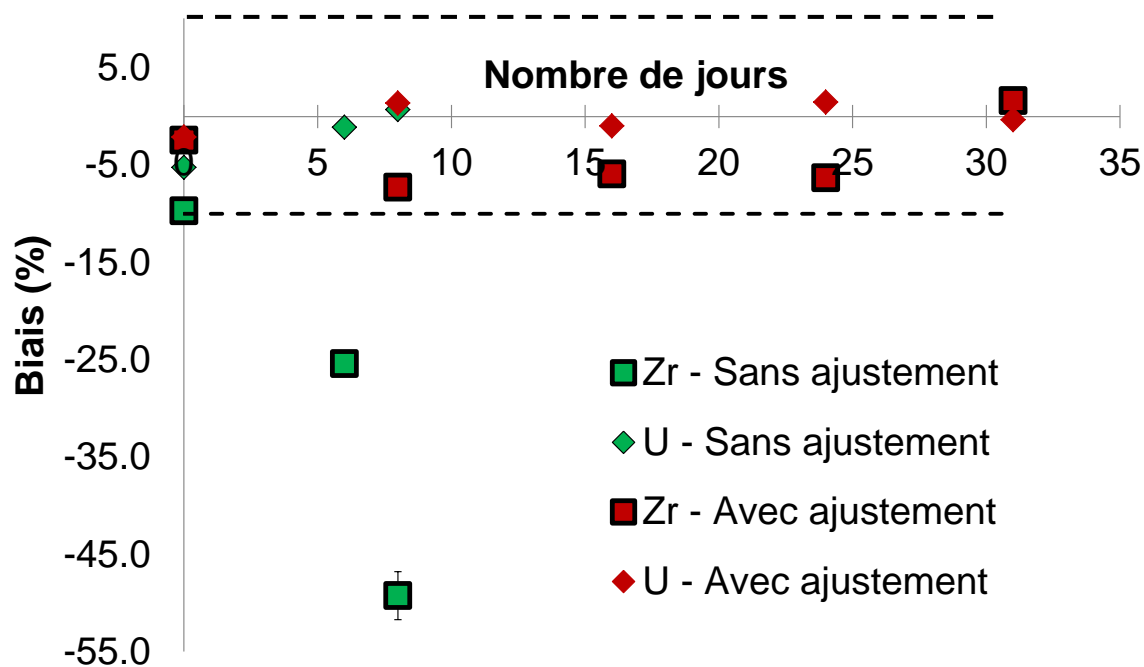 5.0
Nombre de jours
5 10 15 20 25 30 35
-5.0
-15.0
-25.0
-35.0
-45.0
-55.0
Biais (%)
Zr - Sans ajustement
U - Sans ajustement
Zr - Avec ajustement
U - Avec ajustement